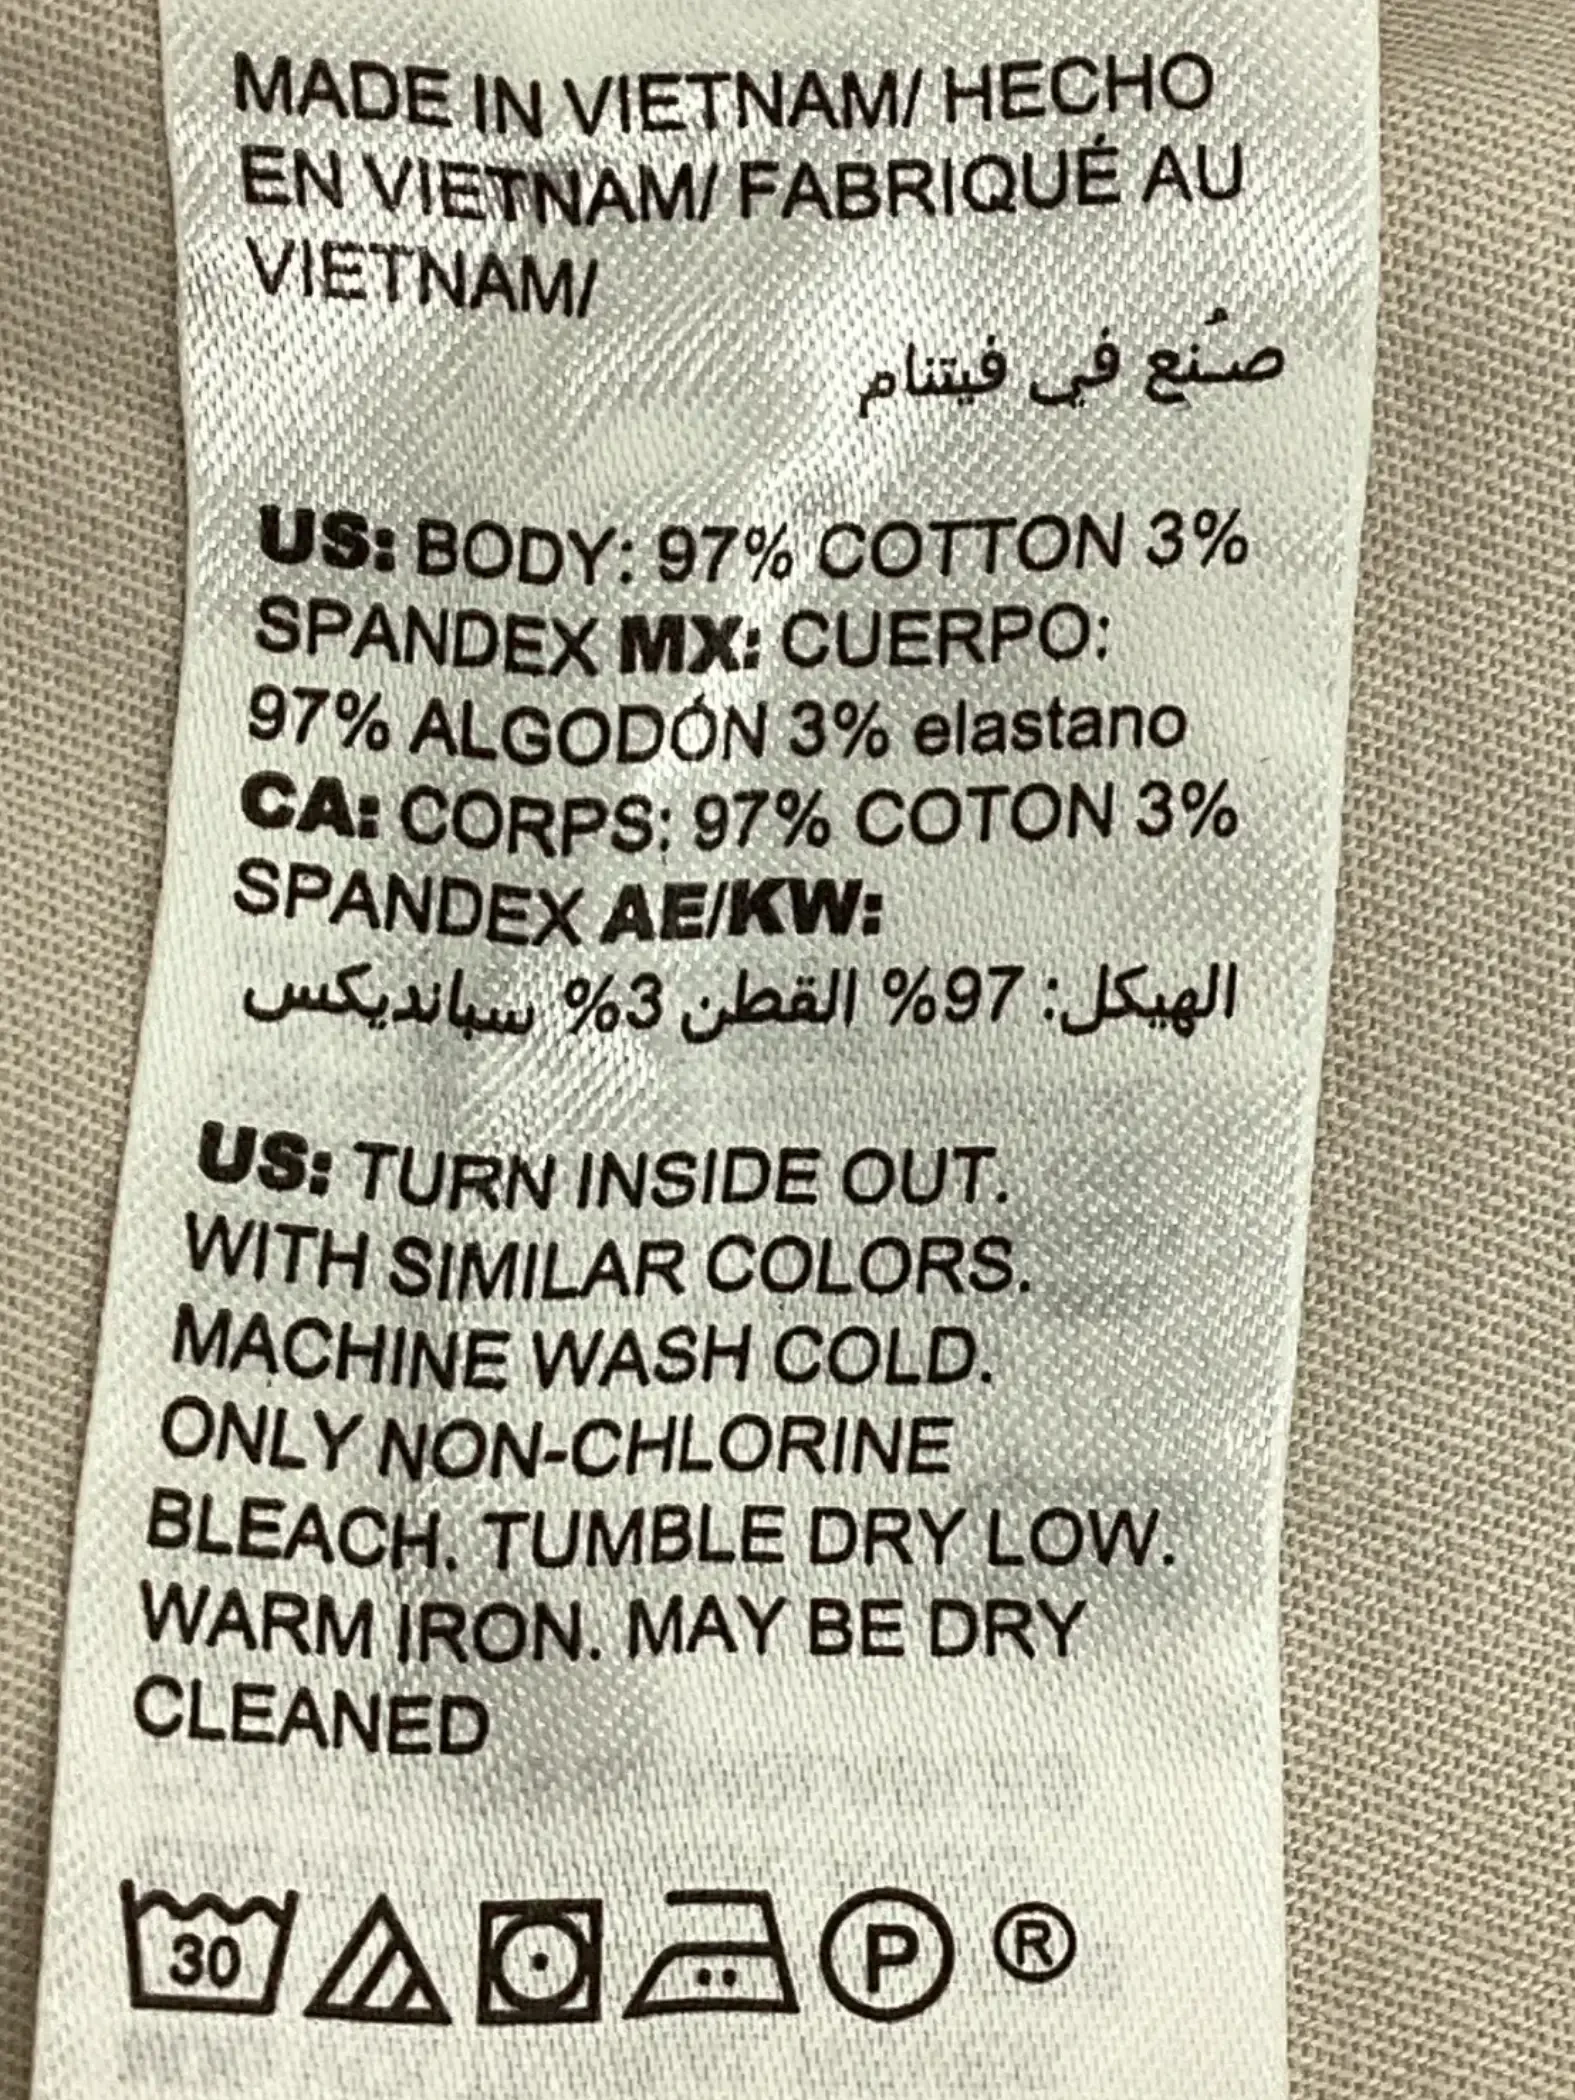 MADE IN VIETNAM/ HECHO
EN VIETNAM/ FABRIQUÉ AU
VIETNAM/
صُنع في فيتنام
US: BODY: 97% COTTON 3%
SPANDEX MX: CUERPO:
97% ALGODÓN 3% elastano
CA: CORPS: 97% COTON 3%
SPANDEX AE/KW:
الهيكل: 97% القطن 3% سبانديكس
US: TURN INSIDE OUT.
WITH SIMILAR COLORS.
MACHINE WASH COLD.
ONLY NON-CHLORINE
BLEACH. TUMBLE DRY LOW.
WARM IRON. MAY BE DRY
CLEANED
30 P ®